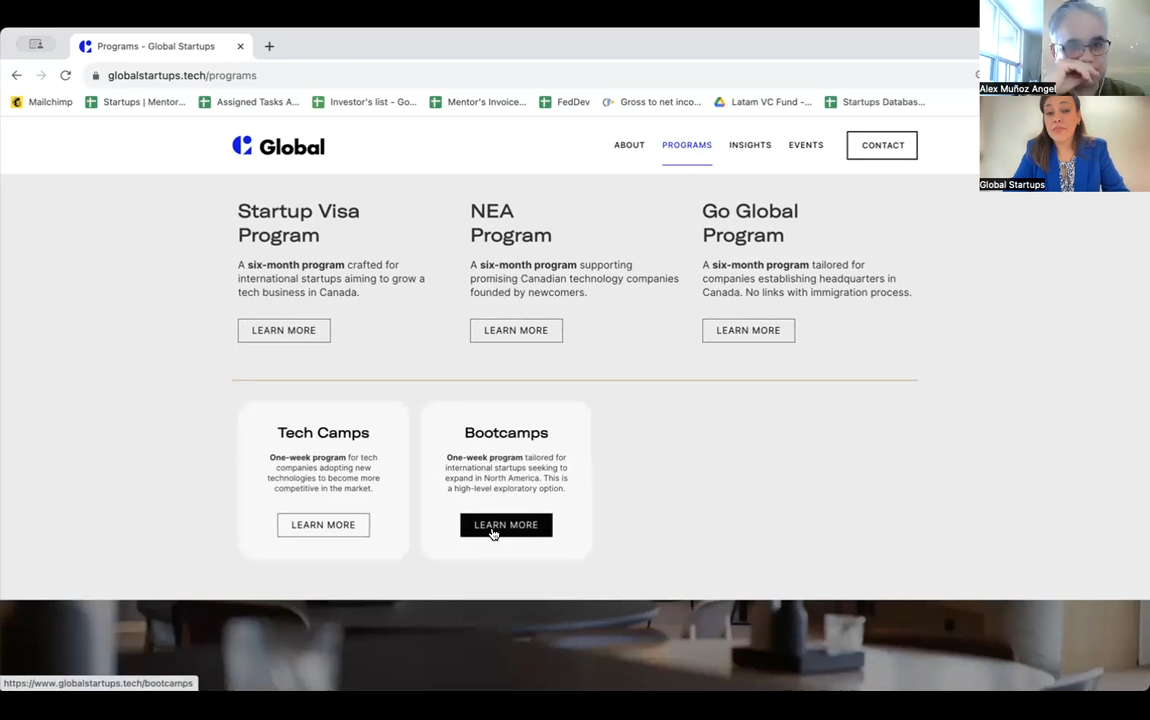 Programs - Global Startups
globalstartups.tech/programs
Mailchimp
Startups | Mentor...
Assigned Tasks A...
Investor's list - Go...
Mentor's Invoice...
FedDev
Gross to net inco...
Latam VC Fund -...
Startups Databas...
Alex Muñoz Angel
Global Startups
Global
ABOUT
PROGRAMS
INSIGHTS
EVENTS
CONTACT
Startup Visa
Program
A six-month program crafted for
international startups aiming to grow a
tech business in Canada.
LEARN MORE
NEA
Program
A six-month program supporting
promising Canadian technology companies
founded by newcomers.
LEARN MORE
Go Global
Program
A six-month program tailored for
companies establishing headquarters in
Canada. No links with immigration process.
LEARN MORE
Tech Camps
One-week program for tech
companies adopting new
technologies to become more
competitive in the market.
LEARN MORE
Bootcamps
One-week program tailored for
international startups seeking to
expand in North America. This is
a high-level exploratory option.
LEARN MORE
https://www.globalstartups.tech/bootcamps